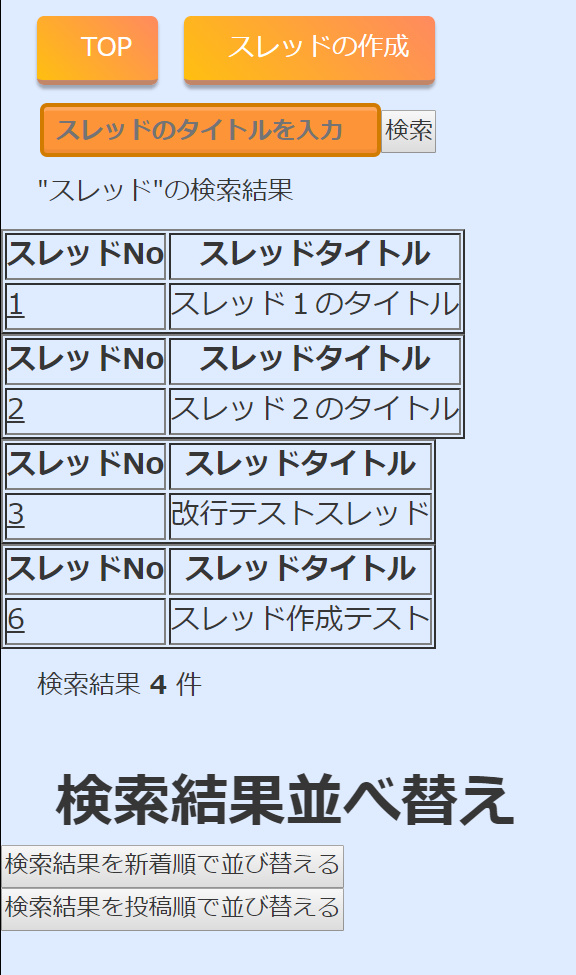 TOP スレッドの作成
スレッドのタイトルを入力 検索
"スレッド"の検索結果
スレッドNo スレッドタイトル
1 スレッド１のタイトル
スレッドNo スレッドタイトル
2 スレッド２のタイトル
スレッドNo スレッドタイトル
3 改行テストスレッド
スレッドNo スレッドタイトル
6 スレッド作成テスト
検索結果 4 件
検索結果並べ替え
検索結果を新着順で並び替える
検索結果を投稿順で並び替える